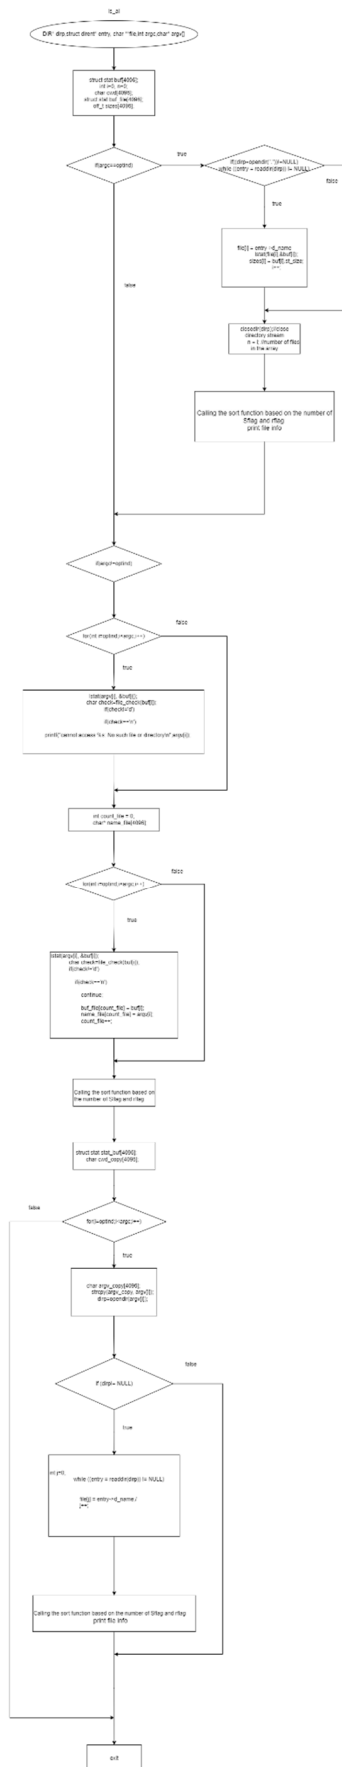 ls_al
DIR* dirp,struct dirent* entry, char **file,int argc,char* argv[]
struct stat buf[4096];
int i=0, n=0;
char cwd[4096];
struct stat buf_file[4096];
off_t sizes[4096];
if(argc==optind)
true
if((dirp=opendir("."))!=NULL)
while ((entry = readdir(dirp)) != NULL)
false
true
file[i] = entry->d_name
lstat(file[i],&buf[i]);
sizes[i] = buf[i].st_size;
i++;
false
closedir(dirp);//close
directory stream
n = i; //number of files
in the array
Calling the sort function based on the number of
Sflag and rflag
print file info
if(argc!=optind)
false
for(int i=optind;i<argc;i++)
true
lstat(argv[i], &buf[i]);
char check=file_check(buf[i]);
if(check!='d')
if(check=='n')
printf("cannot access '%s': No such file or directory\n" argv[i]);
int count_file = 0;
char* name_file[4096]
false
for(int i=optind;i<argc;i++)
true
lstat(argv[i], &buf[i]);
char check=file_check(buf[i]);
if(check!='d')
if(check=='n')
continue;
buf_file[count_file] = buf[i];
name_file[count_file] = argv[i];
count_file++;
Calling the sort function based on
the number of Sflag and rflag
struct stat stat_buf[4096];
char cwd_copy[4096];
false
for(i=optind;i<argc;i++)
true
char argv_copy[4096];
strcpy(argv_copy, argv[i]);
dirp=opendir(argv[i]);
false
if (dirp!= NULL)
true
int j=0;
while ((entry = readdir(dirp)) != NULL)
file[j] = entry->d_name /
j++;
Calling the sort function based on the number of Sflag and rflag
print file info
exit